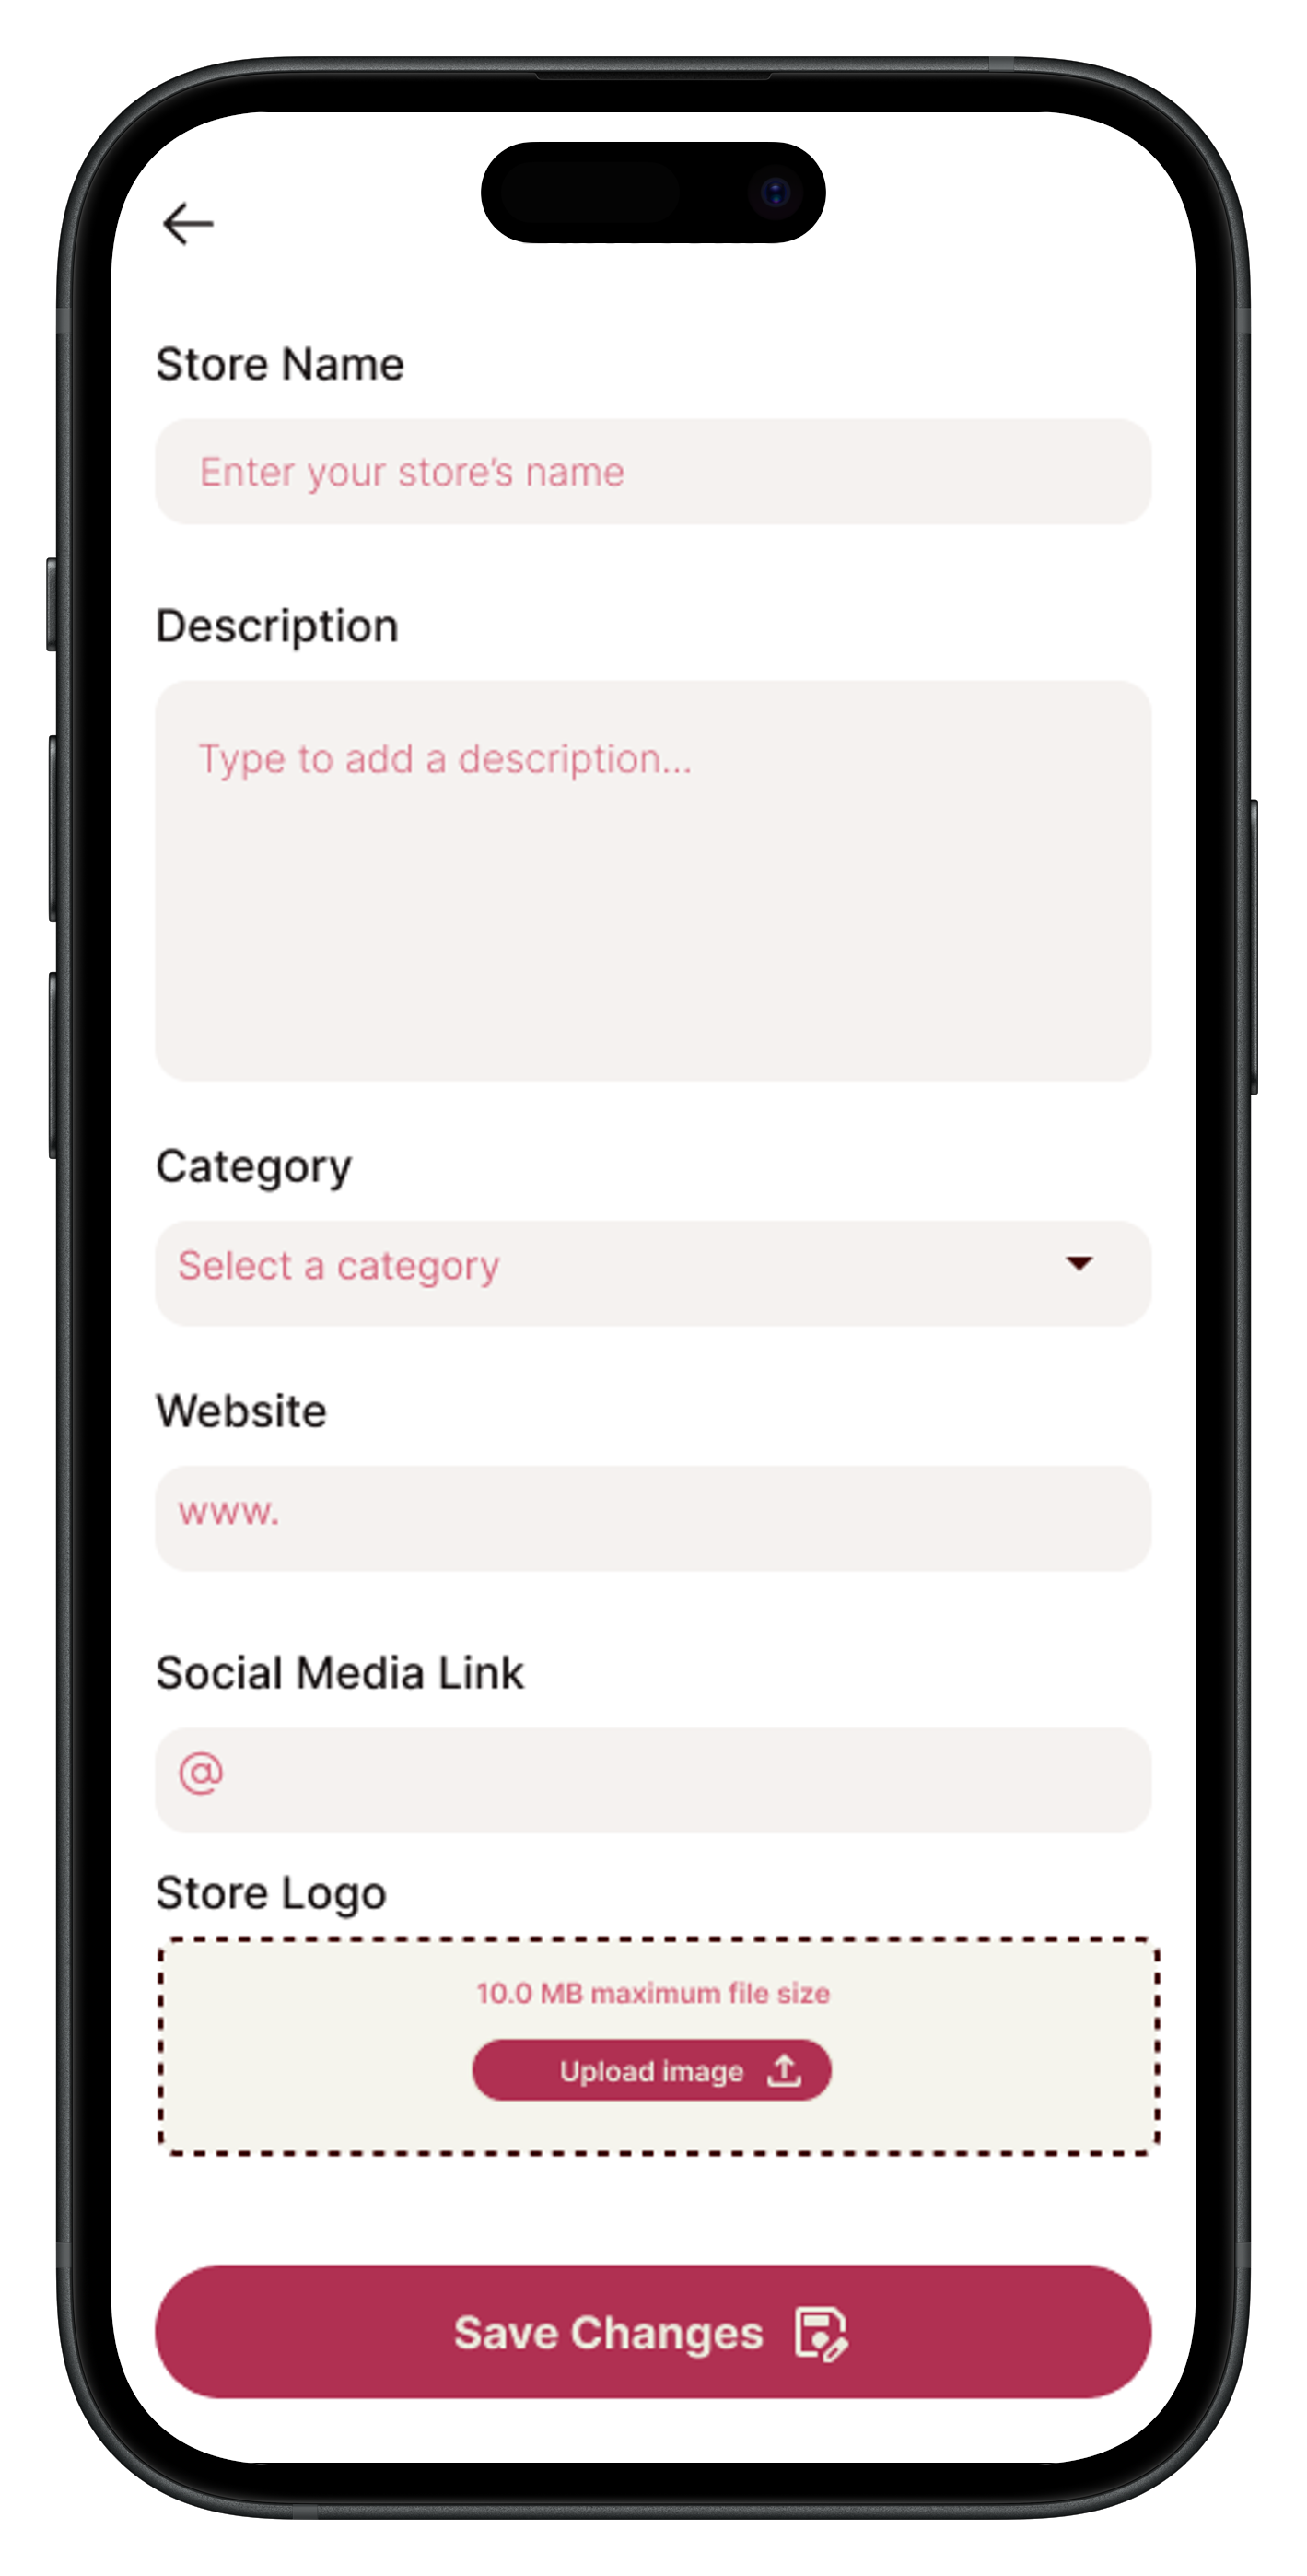 Store Name
Enter your store’s name
Description
Type to add a description...
Category
Select a category
Website
www.
Social Media Link
@
Store Logo
10.0 MB maximum file size
Upload image
Save Changes